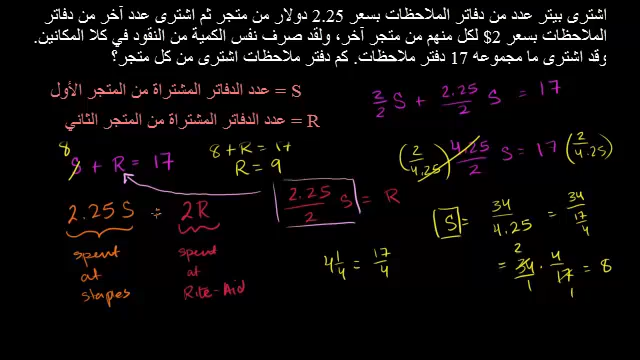 اشترى بيتر عدد من دفاتر الملاحظات بسعر 2.25 دولار من متجر ثم اشترى عدد آخر من دفاتر
الملاحظات بسعر 2$ لكل منهم من متجر آخر، ولقد صرف نفس الكمية من النقود في كلا المكانين.
وقد اشترى ما مجموعه 17 دفتر ملاحظات. كم دفتر ملاحظات اشترى من كل متجر؟
S = عدد الدفاتر المشتراة من المتجر الأول
R = عدد الدفاتر المشتراة من المتجر الثاني
2/2 S + 2.25/2 S = 17
8
S + R = 17
8 + R = 17
R = 9
(2/4.25) 4.25/2 S = 17 (2/4.25)
2.25 S = 2R
2.25/2 S = R
S = 34/4.25 = 34/(17/4)
spent
at
staples
spent
at
Rite-Aid
4 1/4 = 17/4
2
= 34/1 · 4/17 = 8
1